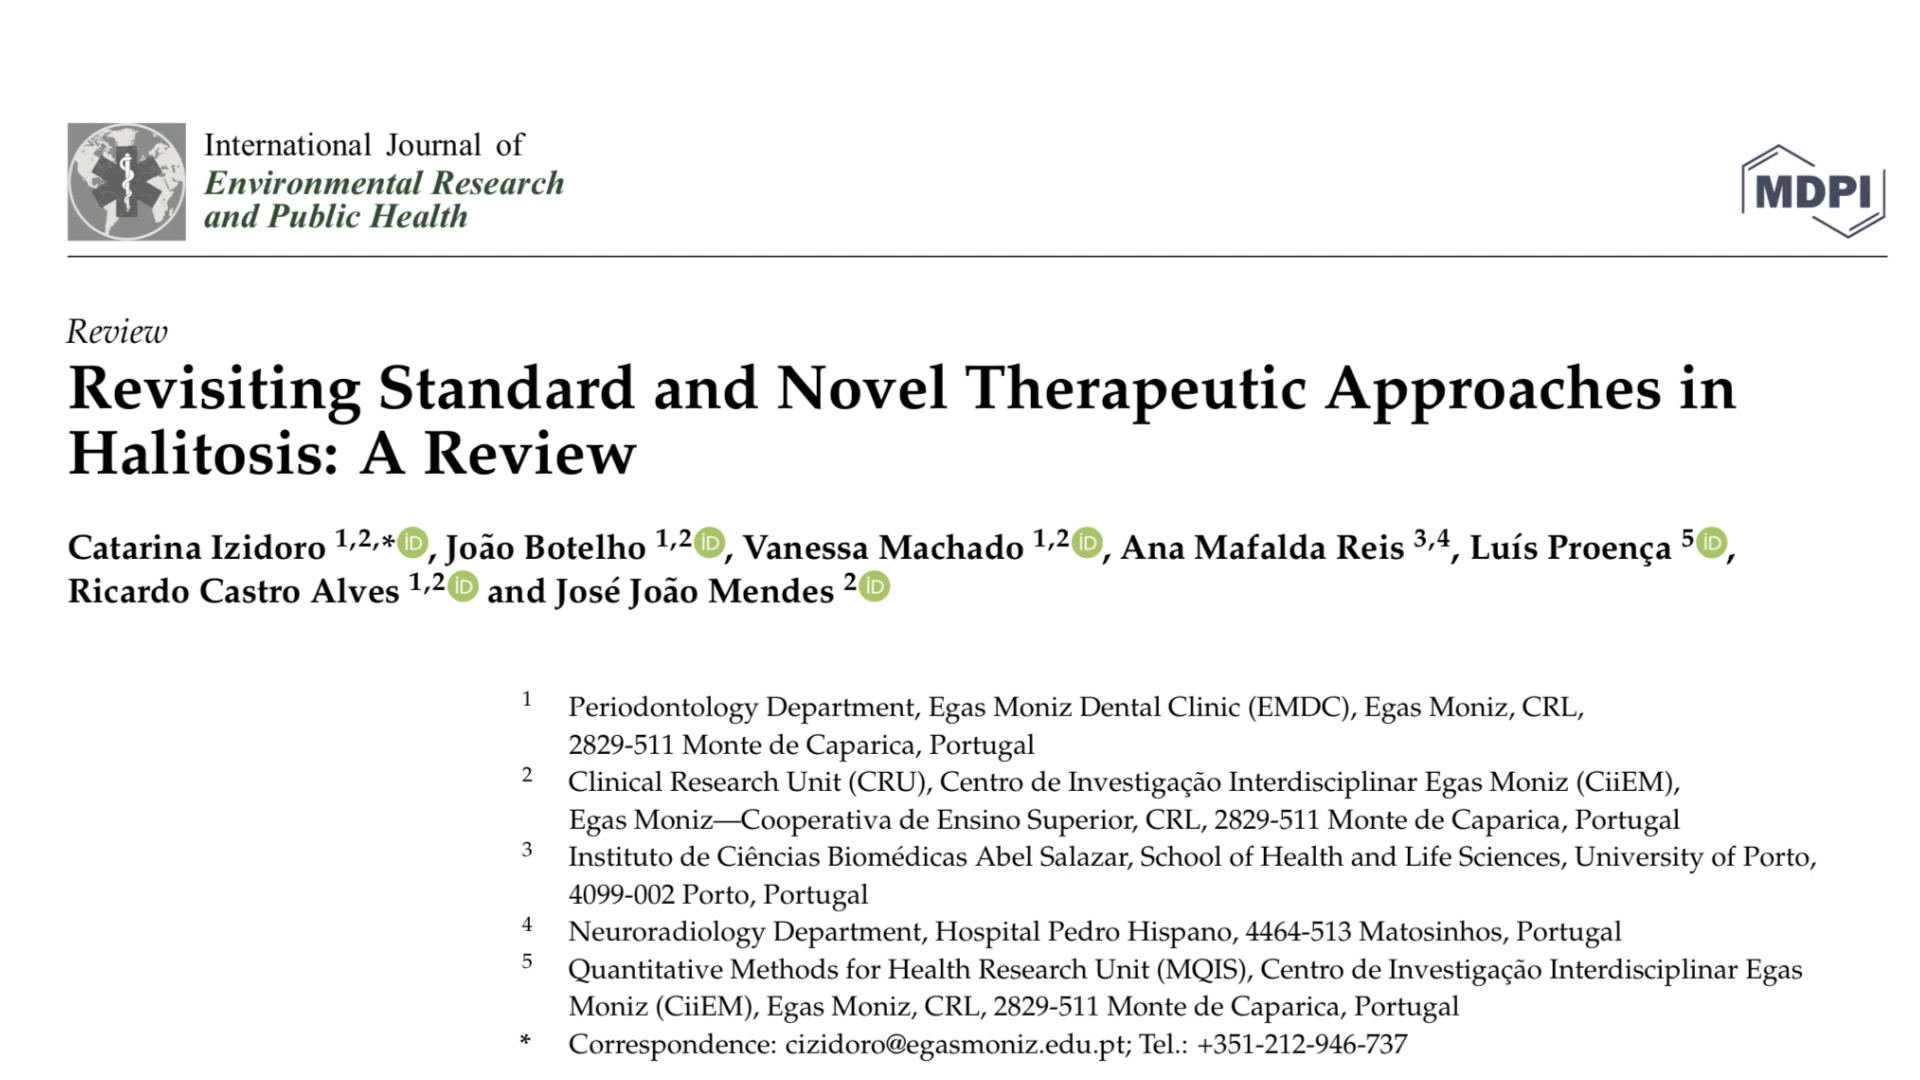 International Journal of
Environmental Research
and Public Health
MDPI
Review
Revisiting Standard and Novel Therapeutic Approaches in
Halitosis: A Review
Catarina Izidoro 1,2,* iD, João Botelho 1,2 iD, Vanessa Machado 1,2 iD, Ana Mafalda Reis 3,4, Luís Proença 5 iD,
Ricardo Castro Alves 1,2 iD and José João Mendes 2 iD
1 Periodontology Department, Egas Moniz Dental Clinic (EMDC), Egas Moniz, CRL,
2829-511 Monte de Caparica, Portugal
2 Clinical Research Unit (CRU), Centro de Investigação Interdisciplinar Egas Moniz (CiiEM),
Egas Moniz—Cooperativa de Ensino Superior, CRL, 2829-511 Monte de Caparica, Portugal
3 Instituto de Ciências Biomédicas Abel Salazar, School of Health and Life Sciences, University of Porto,
4099-002 Porto, Portugal
4 Neuroradiology Department, Hospital Pedro Hispano, 4464-513 Matosinhos, Portugal
5 Quantitative Methods for Health Research Unit (MQIS), Centro de Investigação Interdisciplinar Egas
Moniz (CiiEM), Egas Moniz, CRL, 2829-511 Monte de Caparica, Portugal
* Correspondence: cizidoro@egasmoniz.edu.pt; Tel.: +351-212-946-737